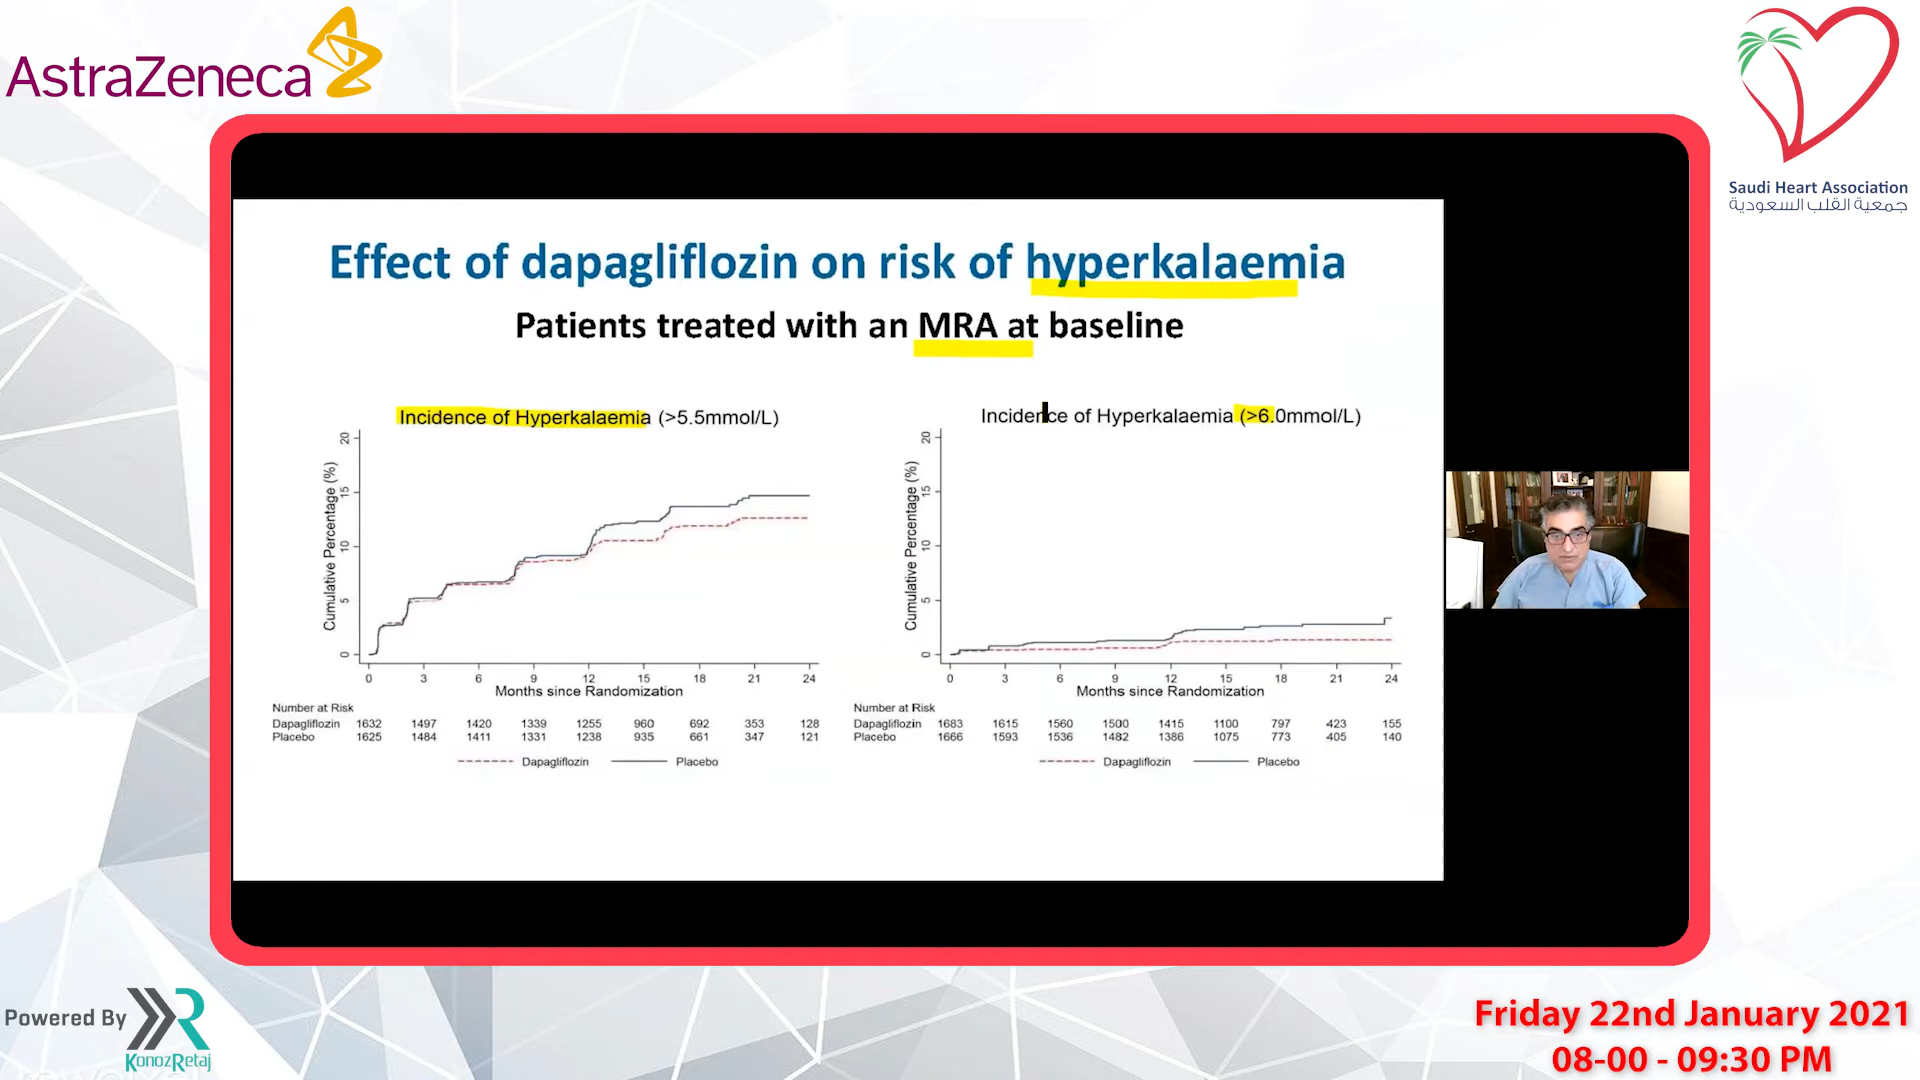 AstraZeneca
Saudi Heart Association
جمعية القلب السعودية
Effect of dapagliflozin on risk of hyperkalaemia
Patients treated with an MRA at baseline
Incidence of Hyperkalaemia (>5.5mmol/L)
Cumulative Percentage (%)
20
15
10
5
0
0 3 6 9 12 15 18 21 24
Months since Randomization
Number at Risk
Dapagliflozin 1632 1497 1420 1339 1255 960 692 353 128
Placebo 1625 1484 1411 1331 1238 935 661 347 121
Dapagliflozin Placebo
Incidence of Hyperkalaemia (>6.0mmol/L)
Cumulative Percentage (%)
20
15
10
5
0
0 3 6 9 12 15 18 21 24
Months since Randomization
Number at Risk
Dapagliflozin 1683 1615 1560 1500 1415 1100 797 423 155
Placebo 1666 1593 1536 1482 1386 1075 773 405 140
Dapagliflozin Placebo
Powered By
KonozRetaj
Friday 22nd January 2021
08-00 - 09:30 PM